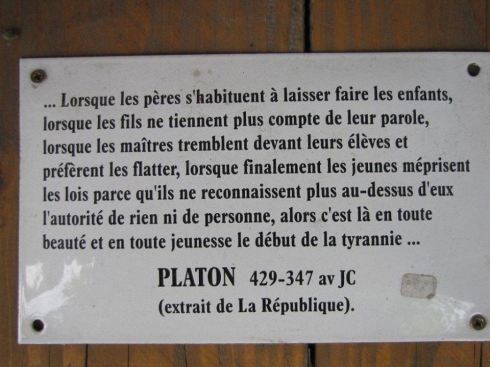 ... Lorsque les pères s'habituent à laisser faire les enfants,
lorsque les fils ne tiennent plus compte de leur parole,
lorsque les maîtres tremblent devant leurs élèves et
préfèrent les flatter, lorsque finalement les jeunes méprisent
les lois parce qu'ils ne reconnaissent plus au-dessus d'eux
l'autorité de rien ni de personne, alors c'est là en toute
beauté et en toute jeunesse le début de la tyrannie ...
PLATON 429-347 av JC
(extrait de La République).